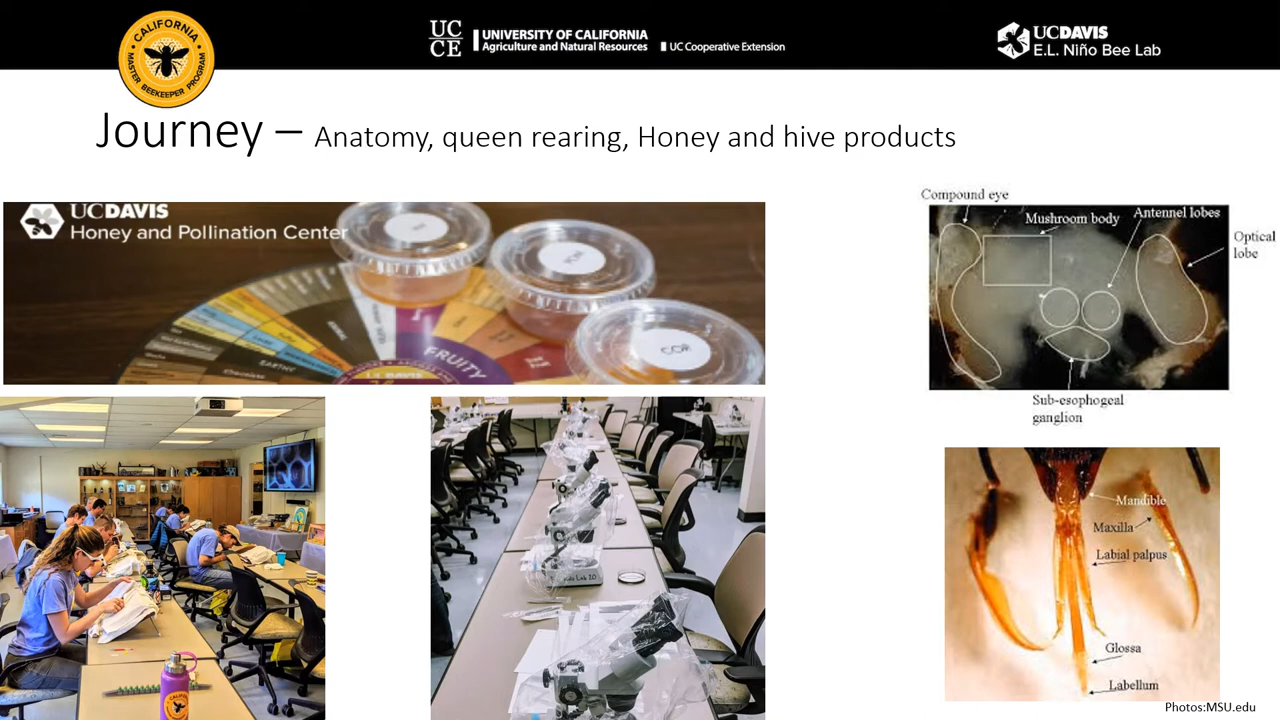 CALIFORNIA
MASTER BEEKEEPER PROGRAM
UC
CE
UNIVERSITY OF CALIFORNIA
Agriculture and Natural Resources
UC Cooperative Extension
UCDAVIS
E.L. Niño Bee Lab
Journey – Anatomy, queen rearing, Honey and hive products
UCDAVIS
Honey and Pollination Center
FRUITY
EARTHY
Compound eye
Mushroom body
Antennel lobes
Optical
lobe
Sub-esophogeal
ganglion
Mandible
Maxilla
Labial palpus
Glossa
Labellum
Photos:MSU.edu